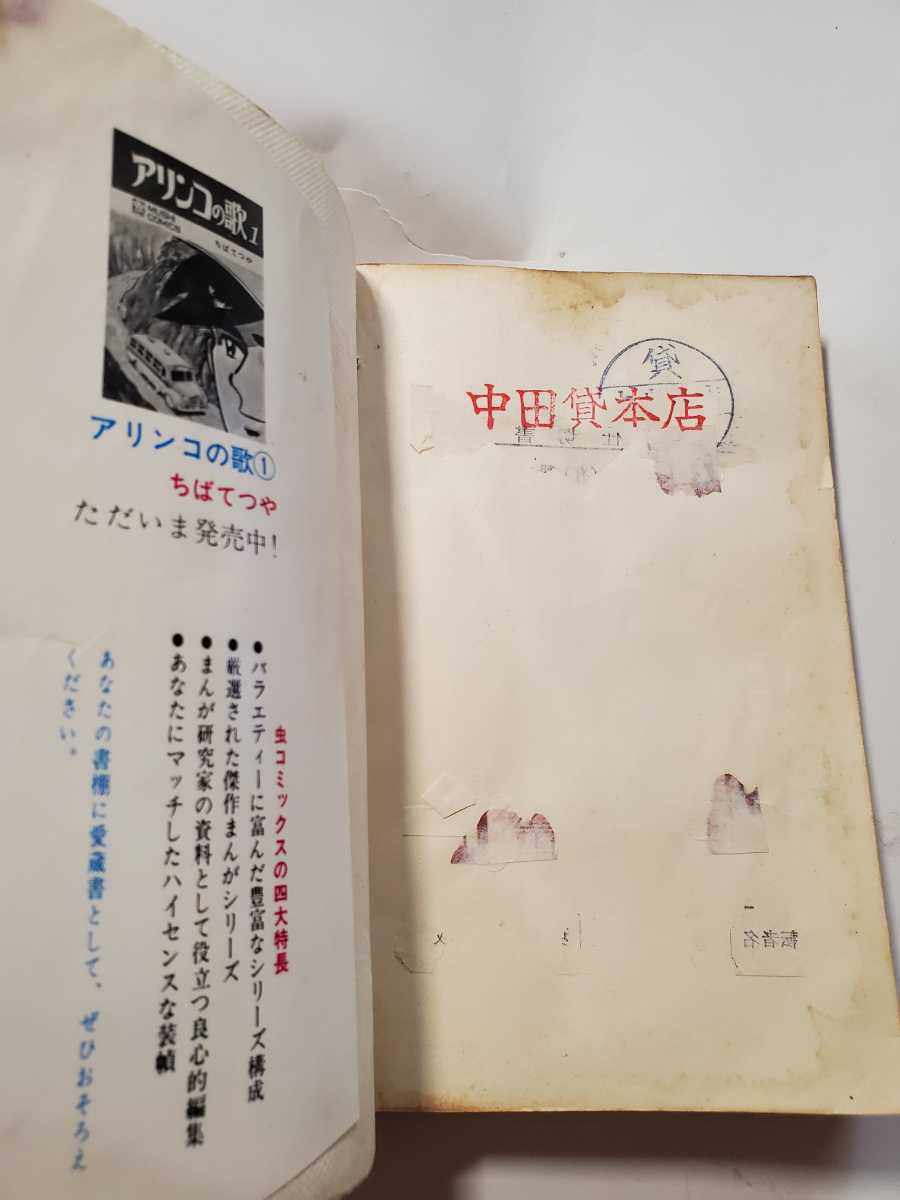 アリンコの歌1
MUSHI COMICS
ちばてつや
アリンコの歌①
ちばてつや
ただいま発売中!
虫コミックスの四大特長
●バラエティーに富んだ豊富なシリーズ構成
●厳選された傑作まんがシリーズ
●まんが研究家の資料として役立つ良心的編集
●あなたにマッチしたハイセンスな装幀
あなたの書棚に愛蔵書として、ぜひおそろえ
ください。
貸
中田貸本店
転者名